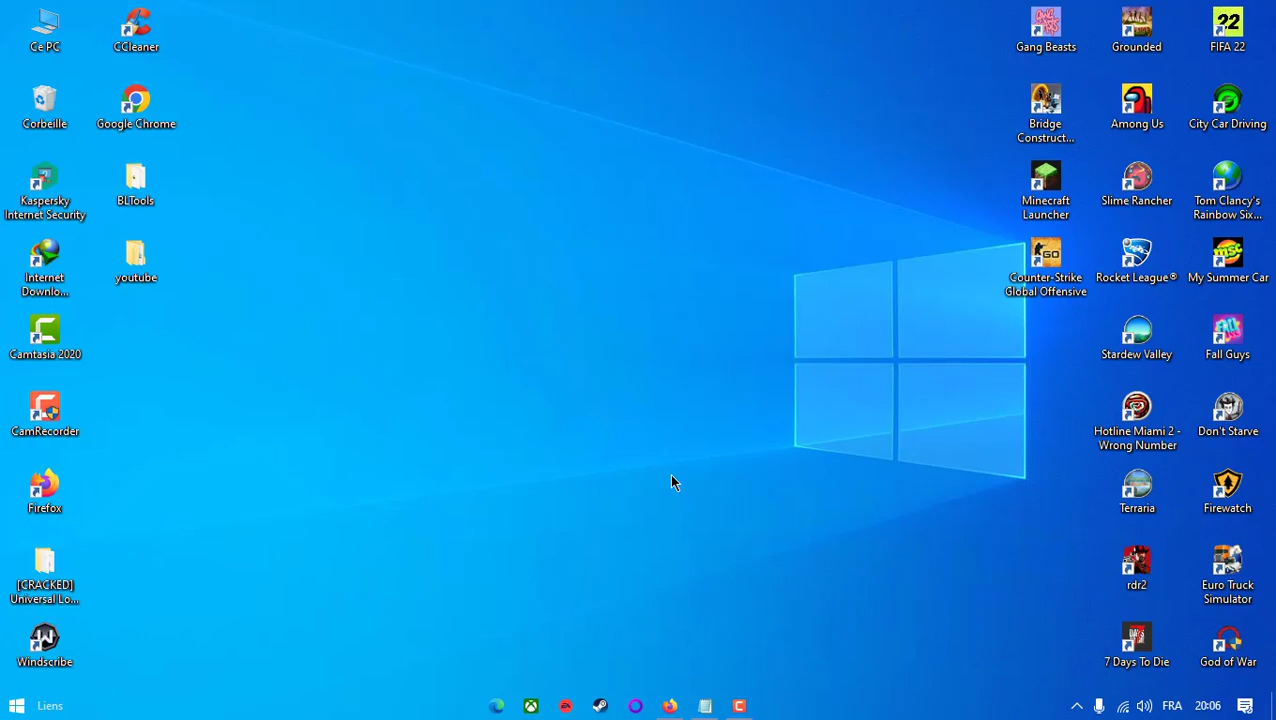 Ce PC
CCleaner
Corbeille
Google Chrome
Kaspersky
Internet Security
BLTools
Internet
Downlo...
youtube
Camtasia 2020
CamRecorder
Firefox
[CRACKED]
Universal Lo...
Windscribe
Gang Beasts
Grounded
22
FIFA 22
Bridge
Construct...
Among Us
City Car Driving
Minecraft
Launcher
Slime Rancher
Tom Clancy's
Rainbow Six...
GO
Counter-Strike
Global Offensive
Rocket League®
MSC
My Summer Car
Stardew Valley
Fall Guys
Hotline Miami 2 -
Wrong Number
Don't Starve
Terraria
Firewatch
rdr2
Euro Truck
Simulator
7 Days To Die
God of War
Liens
EA
FRA
20:06